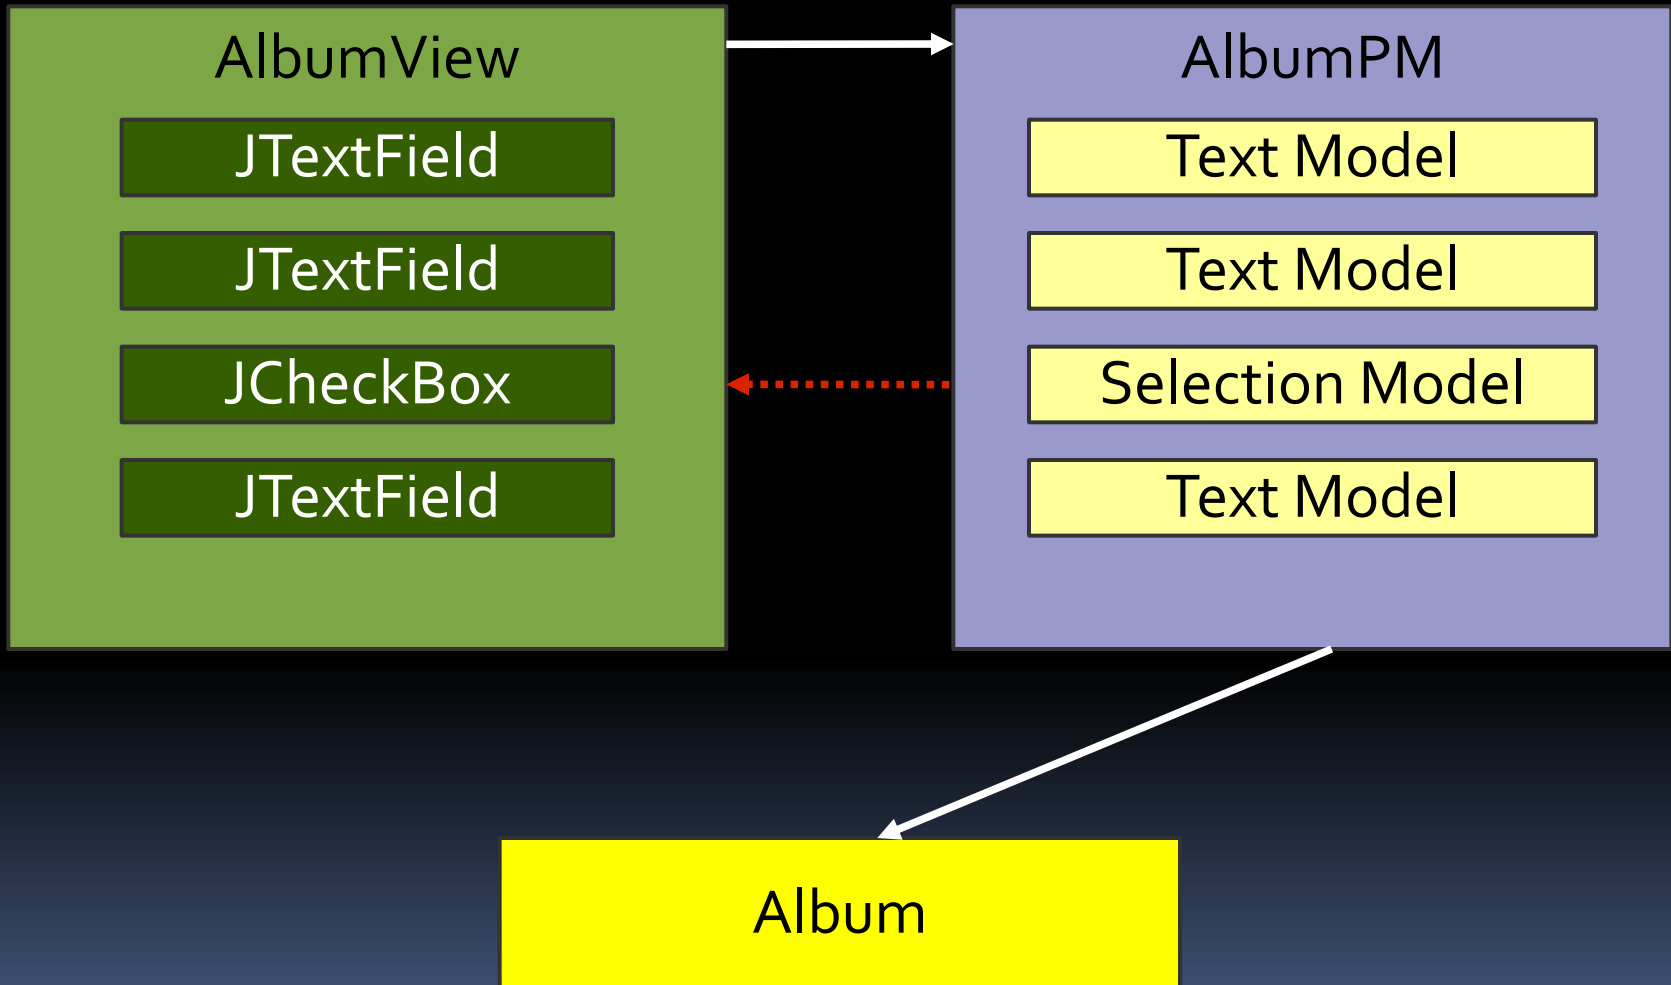 AlbumView
JTextField
JTextField
JCheckBox
JTextField
AlbumPM
Text Model
Text Model
Selection Model
Text Model
Album